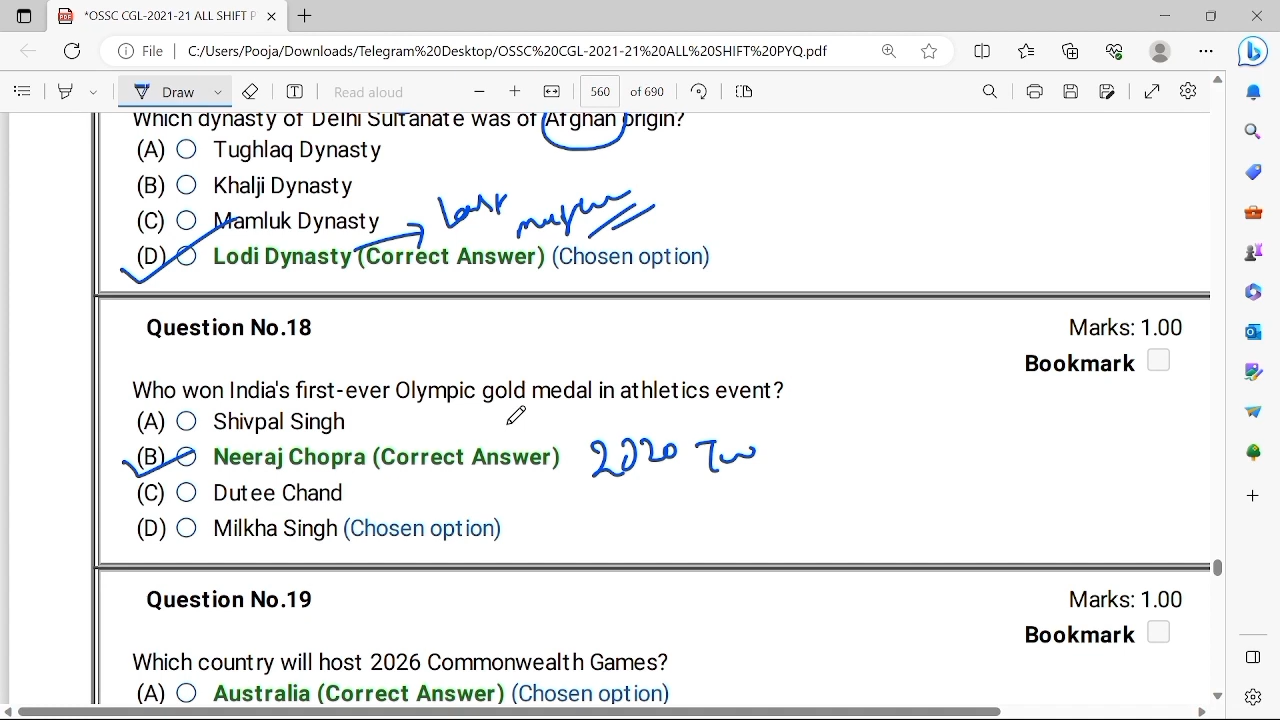 *OSSC CGL-2021-21 ALL SHIFT P
File | C:/Users/Pooja/Downloads/Telegram%20Desktop/OSSC%20CGL-2021-21%20ALL%20SHIFT%20PYQ.pdf
Draw Read aloud 560 of 690
Which dynasty of Delhi Sultanate was of Afghan origin?
(A) Tughlaq Dynasty
(B) Khalji Dynasty
(C) Mamluk Dynasty
(D) Lodi Dynasty (Correct Answer) (Chosen option)
Question No.18 Marks: 1.00
Bookmark
Who won India's first-ever Olympic gold medal in athletics event?
(A) Shivpal Singh
(B) Neeraj Chopra (Correct Answer) 2020
(C) Dutee Chand
(D) Milkha Singh (Chosen option)
Question No.19 Marks: 1.00
Bookmark
Which country will host 2026 Commonwealth Games?
(A) Australia (Correct Answer) (Chosen option)